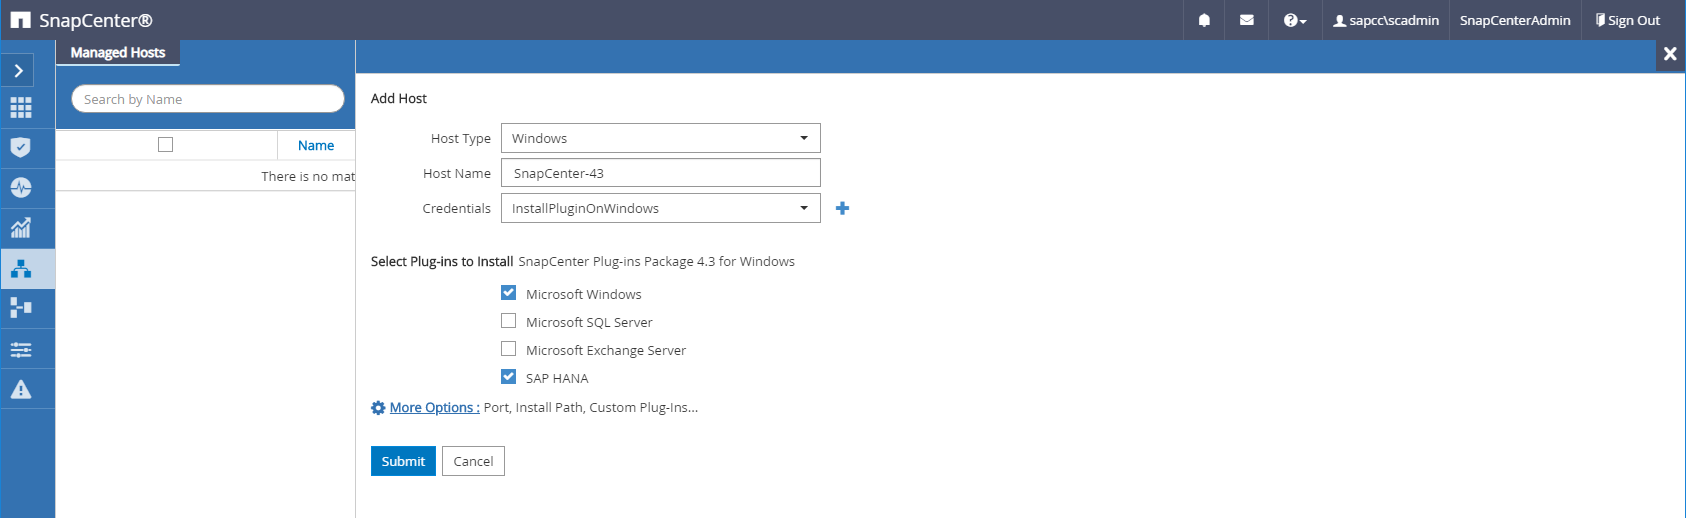 SnapCenter®
sapcc\scadmin
SnapCenterAdmin
Sign Out
Managed Hosts
Search by Name
Name
There is no mat
Add Host
Host Type Windows
Host Name SnapCenter-43
Credentials InstallPluginOnWindows
Select Plug-ins to Install SnapCenter Plug-ins Package 4.3 for Windows
Microsoft Windows
Microsoft SQL Server
Microsoft Exchange Server
SAP HANA
More Options : Port, Install Path, Custom Plug-Ins...
Submit Cancel